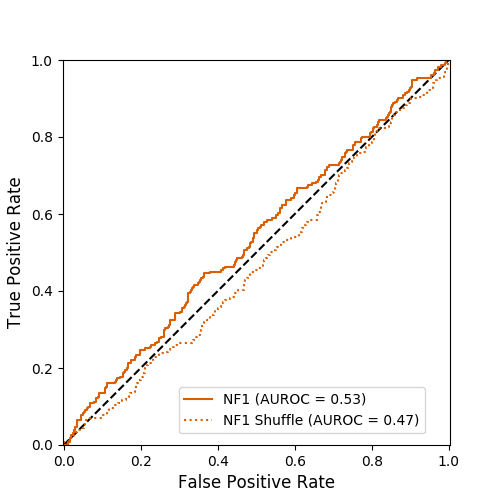 1.0
0.8
0.6
0.4
0.2
0.0
True Positive Rate
NF1 (AUROC = 0.53)
NF1 Shuffle (AUROC = 0.47)
0.0 0.2 0.4 0.6 0.8 1.0
False Positive Rate